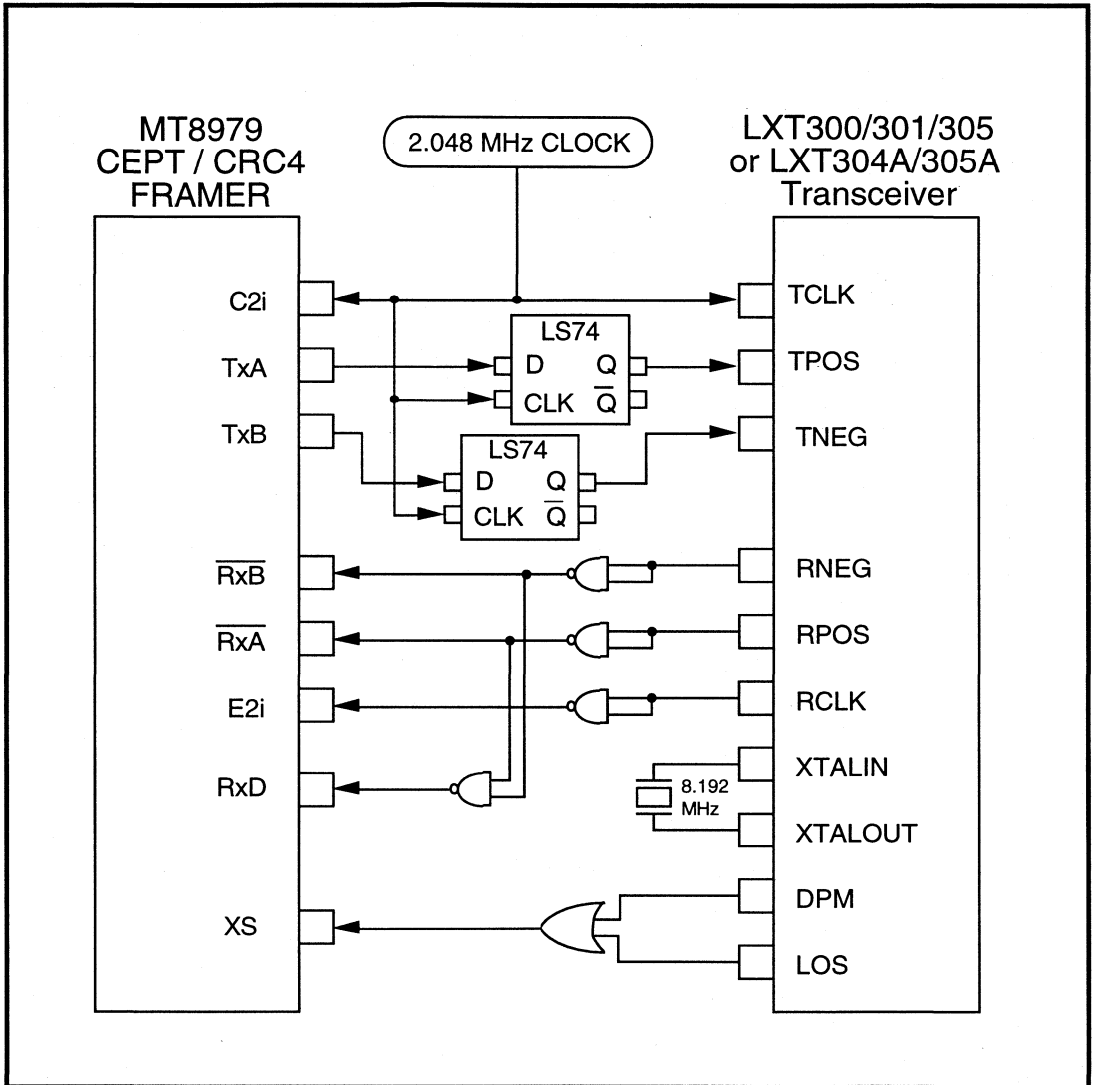 MT8979
CEPT / CRC4
FRAMER
2.048 MHz CLOCK
LXT300/301/305
or LXT304A/305A
Transceiver
C2i
TxA
TxB
R̅x̅B̅
R̅x̅A̅
E2i
RxD
XS
LS74
D Q
CLK Q̅
LS74
D Q
CLK Q̅
8.192
MHz
TCLK
TPOS
TNEG
RNEG
RPOS
RCLK
XTALIN
XTALOUT
DPM
LOS